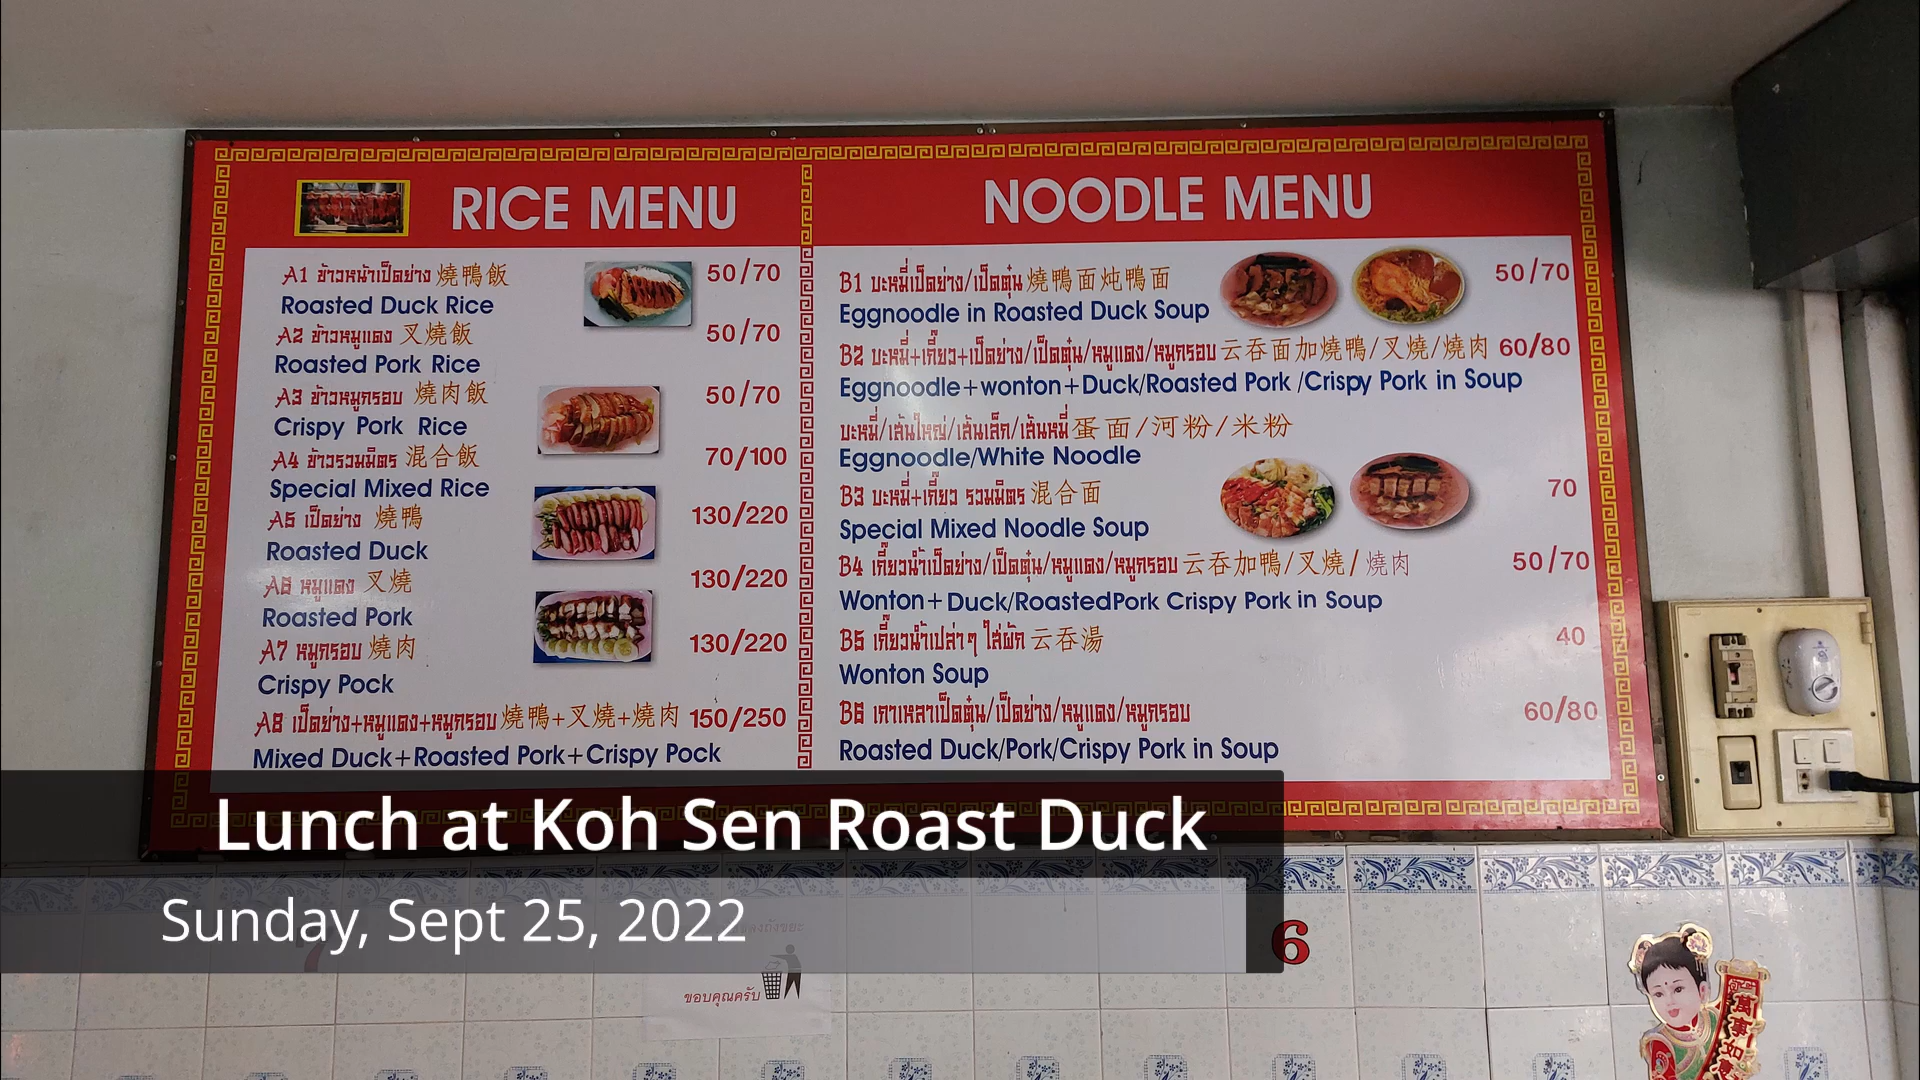 RICE MENU
A1 ข้าวหน้าเป็ดย่าง 燒鴨飯 50/70
Roasted Duck Rice
A2 ข้าวหมูแดง 叉燒飯 50/70
Roasted Pork Rice
A3 ข้าวหมูกรอบ 燒肉飯 50/70
Crispy Pork Rice
A4 ข้าวรวมมิตร 混合飯 70/100
Special Mixed Rice
A5 เป็ดย่าง 燒鴨 130/220
Roasted Duck
A6 หมูแดง 叉燒 130/220
Roasted Pork
A7 หมูกรอบ 燒肉 130/220
Crispy Pock
A8 เป็ดย่าง+หมูแดง+หมูกรอบ 燒鴨+叉燒+燒肉 150/250
Mixed Duck+Roasted Pork+Crispy Pock
NOODLE MENU
B1 บะหมี่เป็ดย่าง/เป็ดตุ๋น 燒鴨面炖鴨面 50/70
Eggnoodle in Roasted Duck Soup
B2 บะหมี่+เกี๊ยว+เป็ดย่าง/เป็ดตุ๋น/หมูแดง/หมูกรอบ 云吞面加燒鴨/叉燒/燒肉 60/80
Eggnoodle+wonton+Duck/Roasted Pork /Crispy Pork in Soup
บะหมี่/เส้นใหญ่/เส้นเล็ก/เส้นหมี่ 蛋面/河粉/米粉
Eggnoodle/White Noodle
B3 บะหมี่+เกี๊ยว รวมมิตร 混合面 70
Special Mixed Noodle Soup
B4 เกี๊ยวน้ำเป็ดย่าง/เป็ดตุ๋น/หมูแดง/หมูกรอบ 云吞加鴨/叉燒/燒肉 50/70
Wonton+Duck/RoastedPork Crispy Pork in Soup
B5 เกี๊ยวน้ำเปล่าๆ ใส่ผัก 云吞湯 40
Wonton Soup
B6 เกาเหลาเป็ดตุ๋น/เป็ดย่าง/หมูแดง/หมูกรอบ 60/80
Roasted Duck/Pork/Crispy Pork in Soup
Lunch at Koh Sen Roast Duck
Sunday, Sept 25, 2022
7
6
ขอบคุณครับ
萬事如